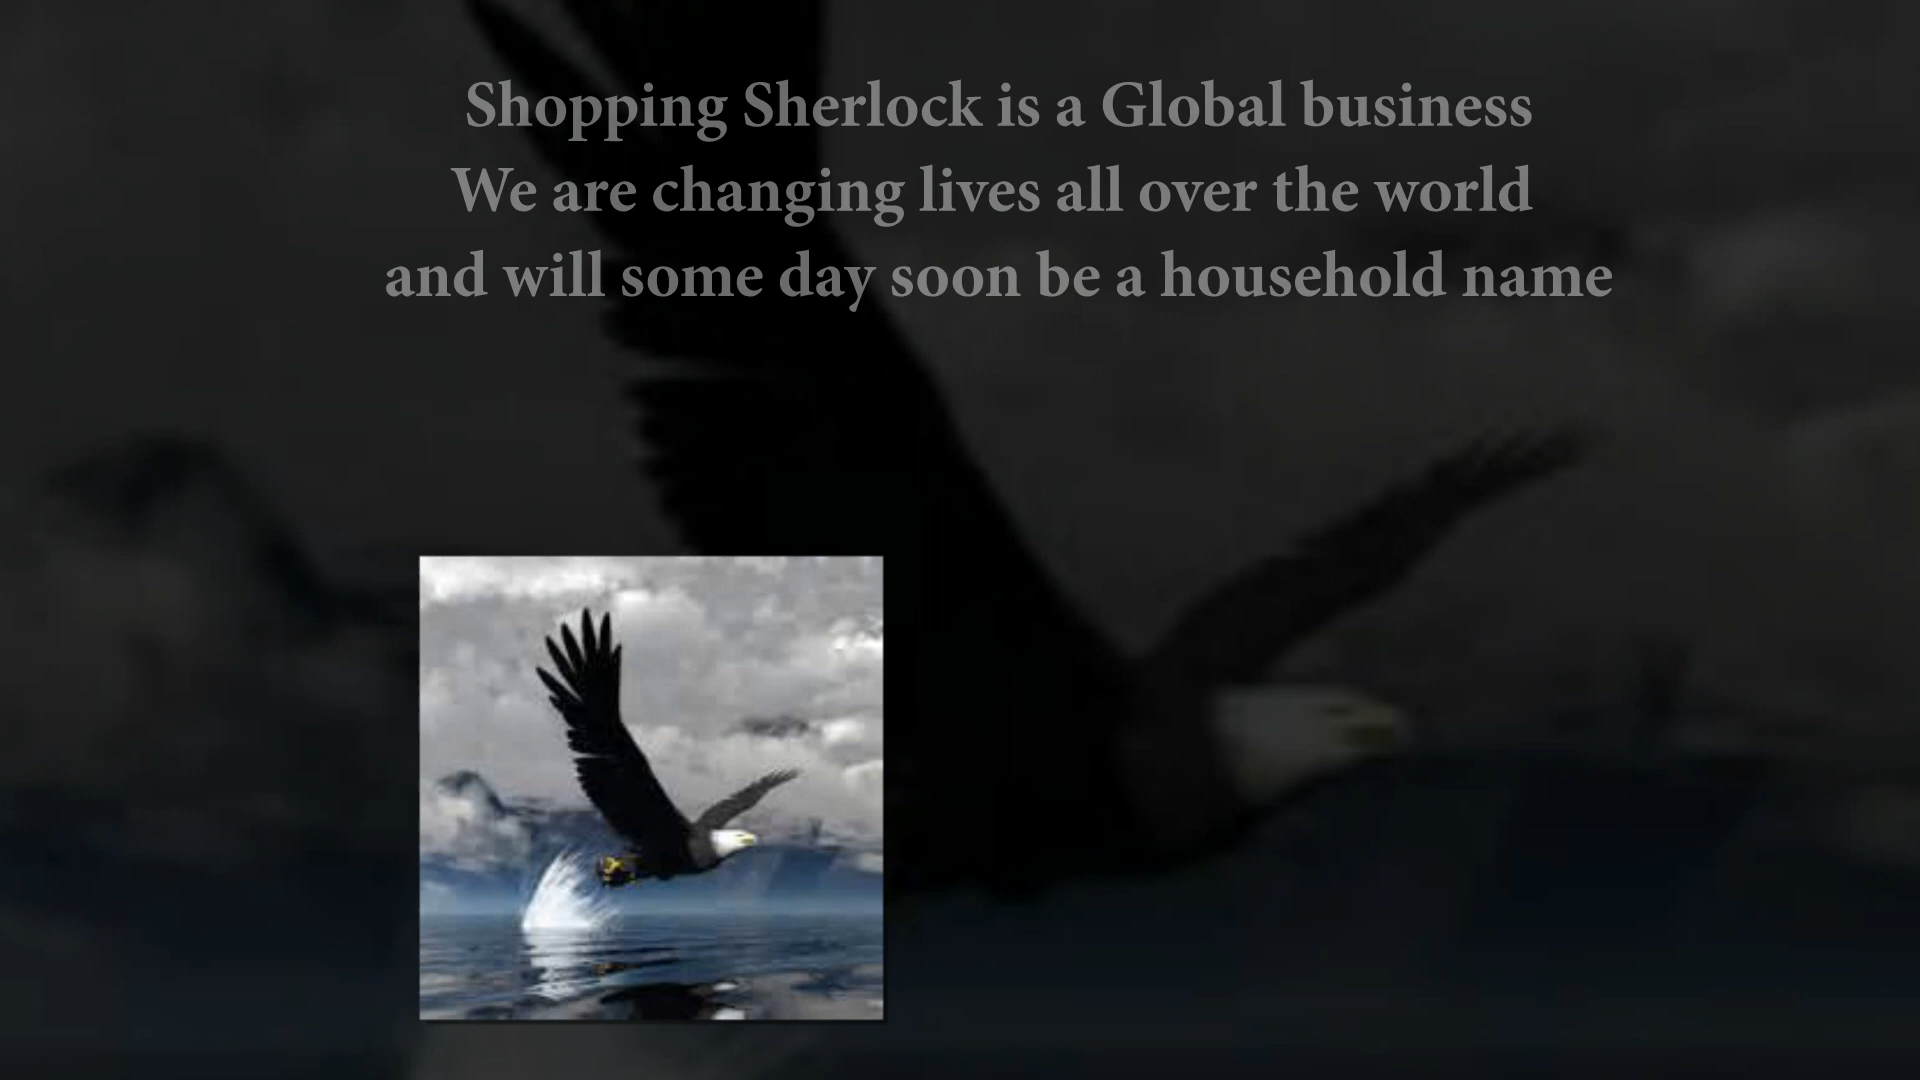 Shopping Sherlock is a Global business
We are changing lives all over the world
and will some day soon be a household name